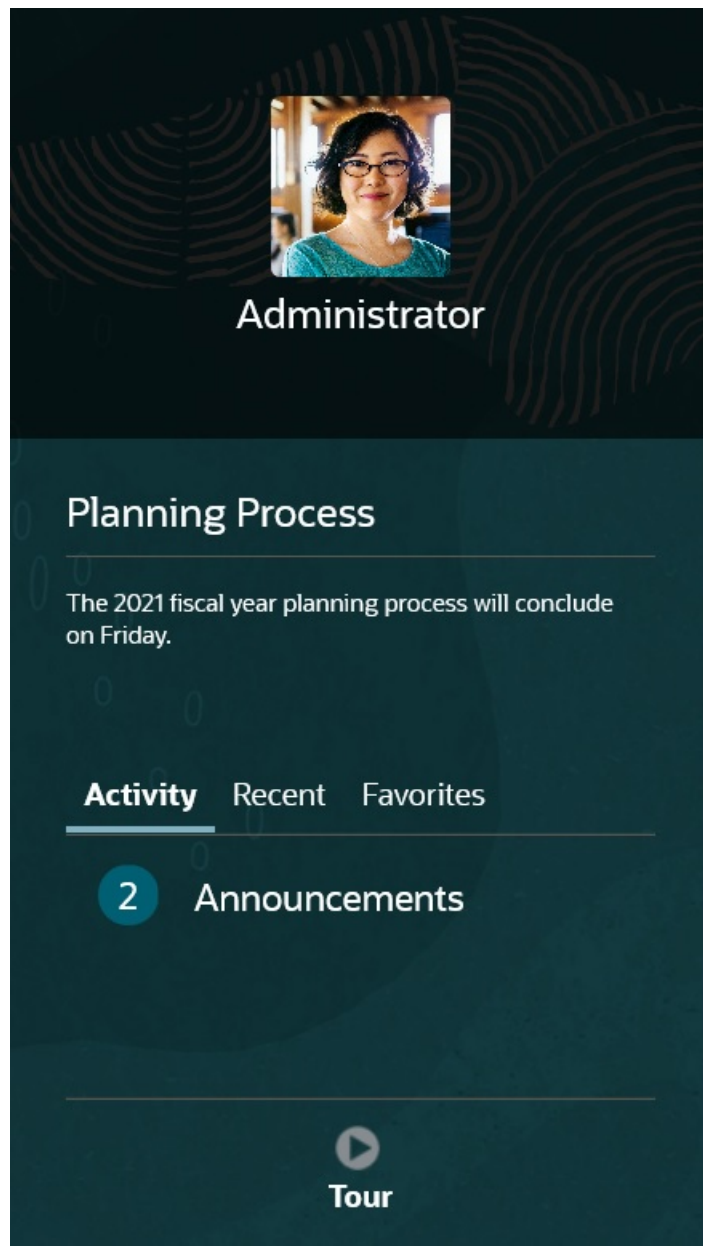 Administrator
Planning Process
The 2021 fiscal year planning process will conclude
on Friday.
Activity Recent Favorites
2 Announcements
Tour